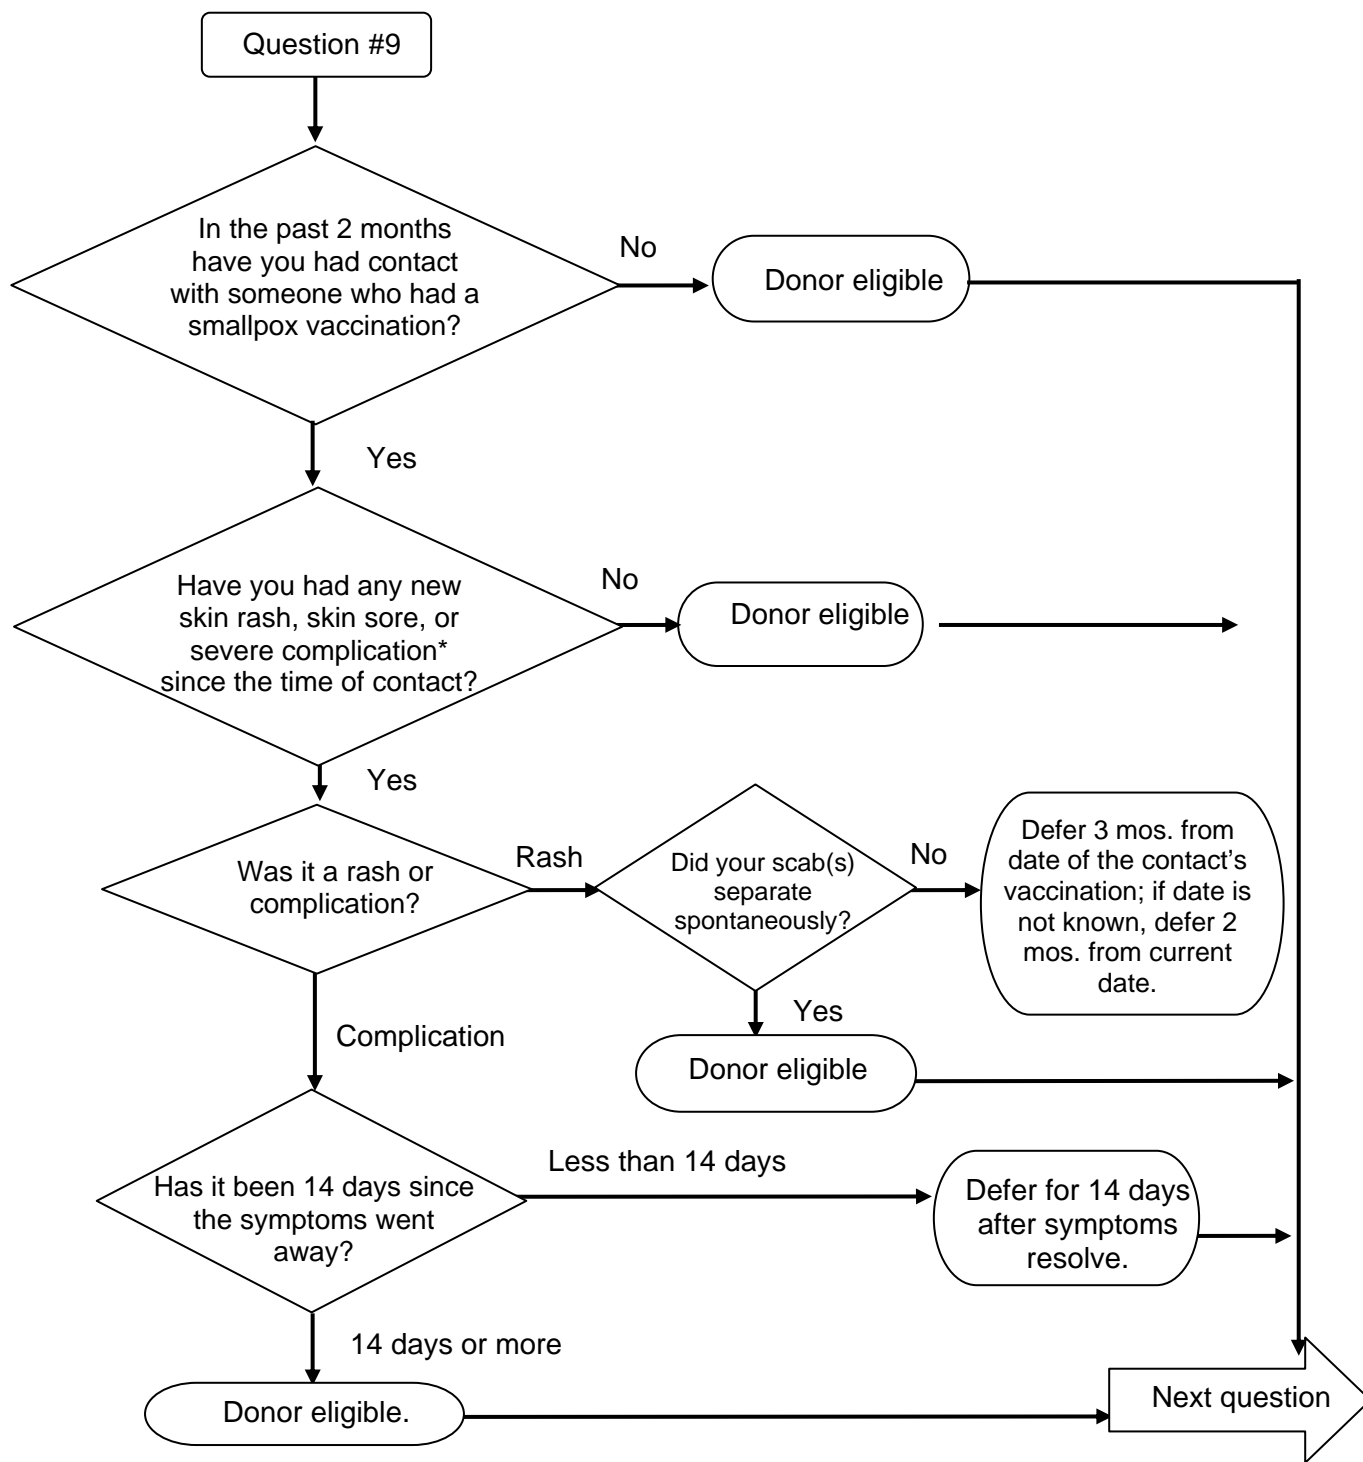 Question #9
In the past 2 months
have you had contact
with someone who had a
smallpox vaccination?
No
Donor eligible
Yes
Have you had any new
skin rash, skin sore, or
severe complication*
since the time of contact?
No
Donor eligible
Yes
Was it a rash or
complication?
Rash
Did your scab(s)
separate
spontaneously?
No
Defer 3 mos. from
date of the contact’s
vaccination; if date is
not known, defer 2
mos. from current
date.
Yes
Donor eligible
Complication
Has it been 14 days since
the symptoms went
away?
Less than 14 days
Defer for 14 days
after symptoms
resolve.
14 days or more
Donor eligible.
Next question